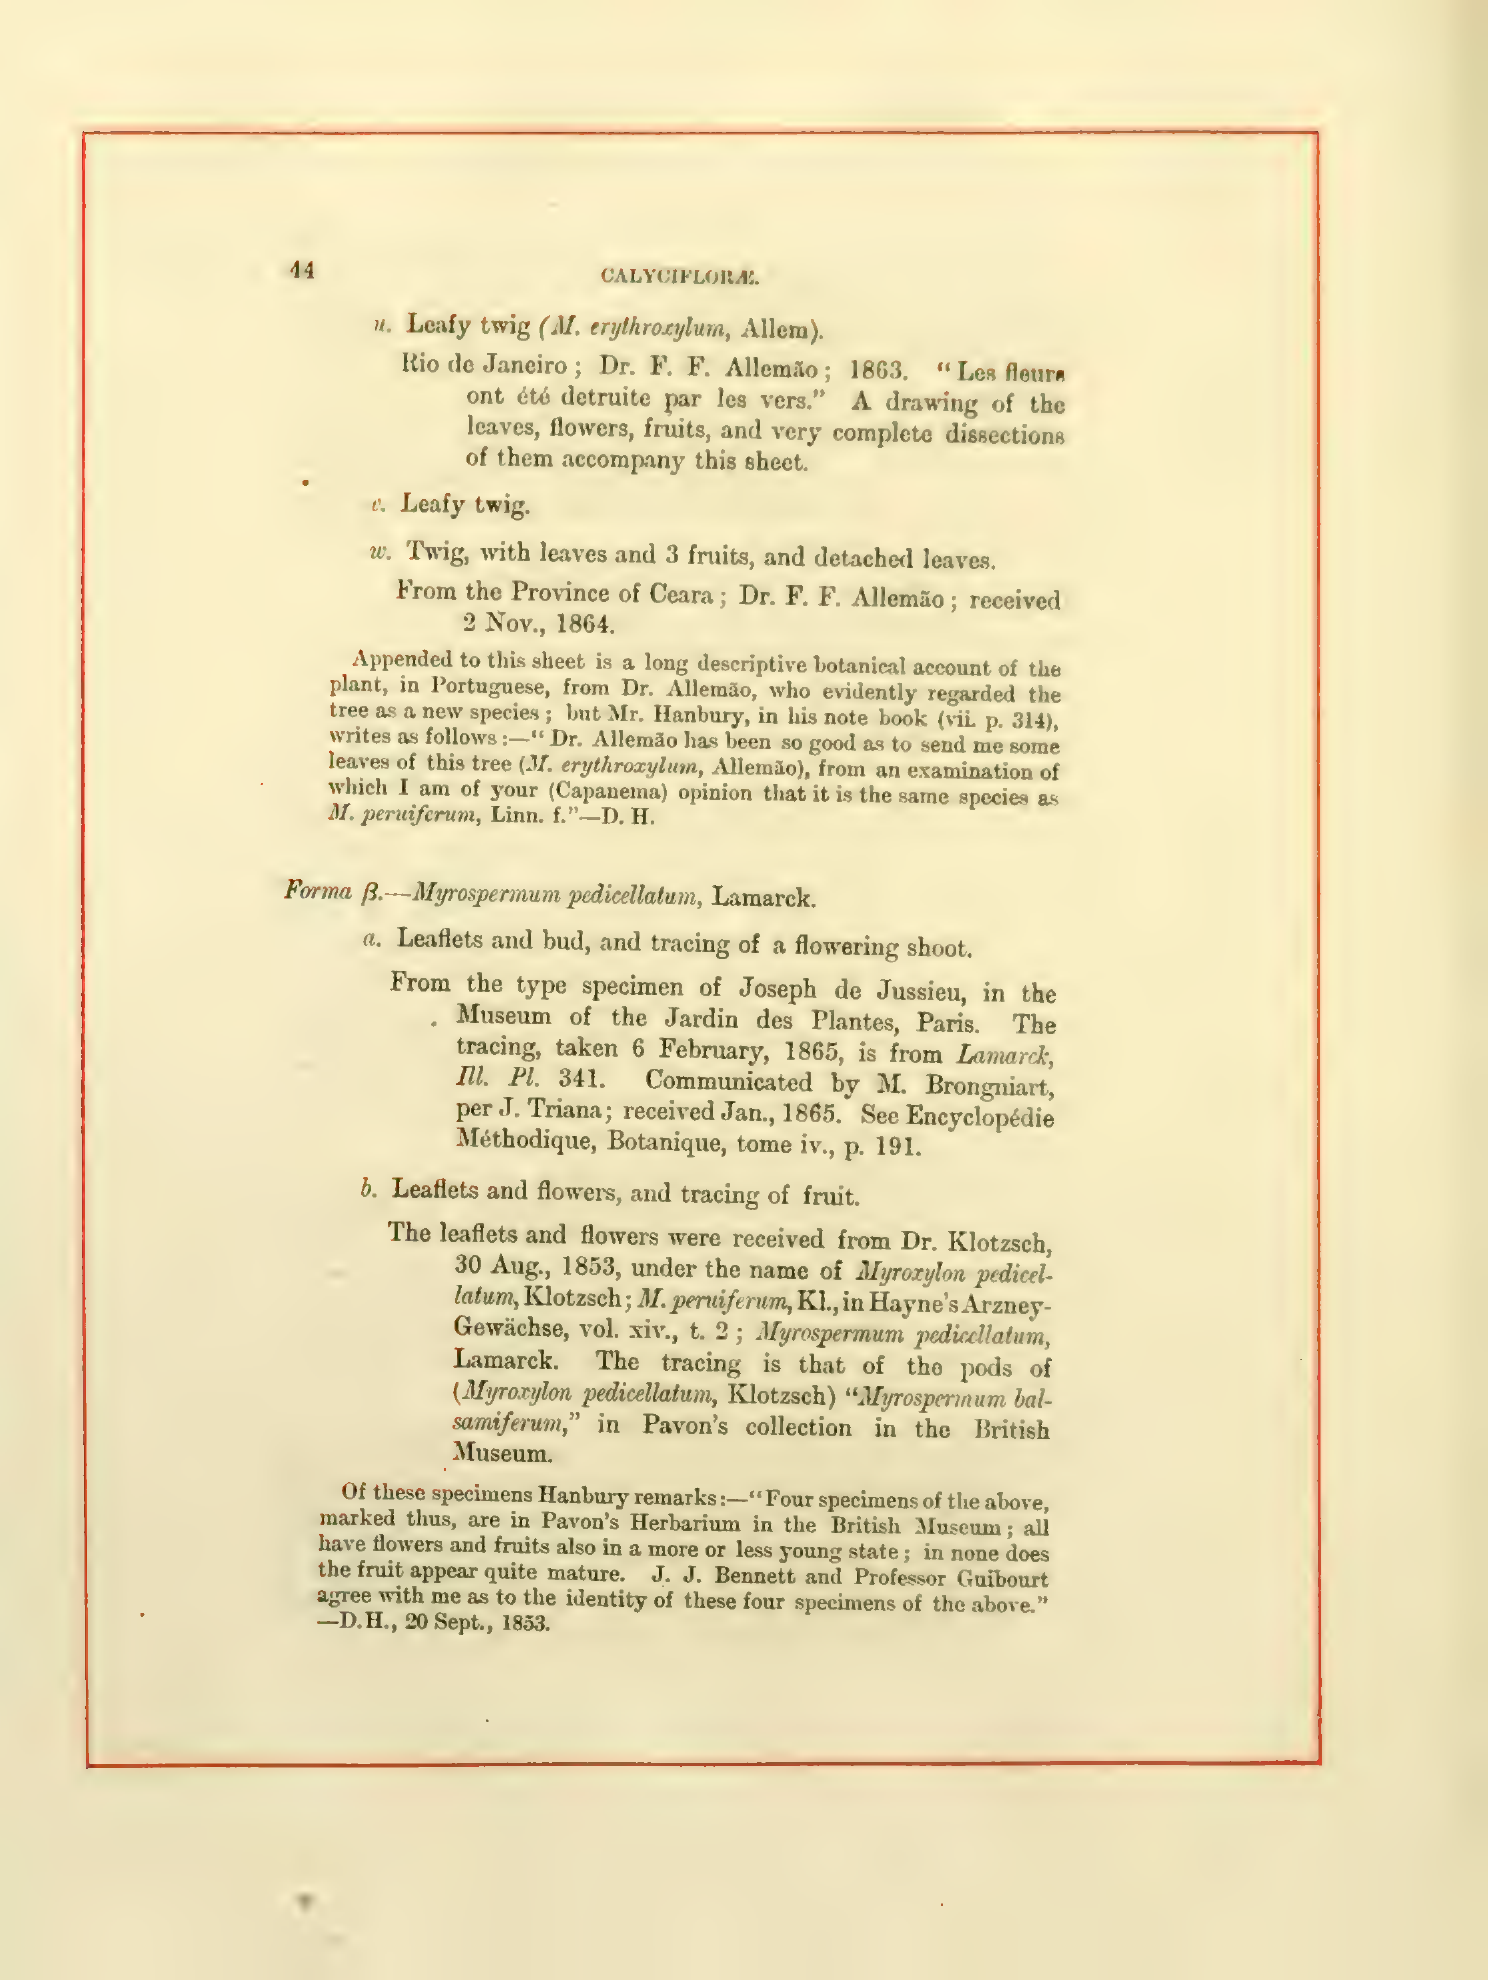 44
CALYCIFLORÆ.
u. Leafy twig (M. erythroxylum, Allem).
Rio de Janeiro; Dr. F. F. Allemão; 1863. "Les fleurs
ont été detruite par les vers." A drawing of the
leaves, flowers, fruits, and very complete dissections
of them accompany this sheet.
v. Leafy twig.
w. Twig, with leaves and 3 fruits, and detached leaves.
From the Province of Ceara; Dr. F. F. Allemão; received
2 Nov., 1864.
Appended to this sheet is a long descriptive botanical account of the
plant, in Portuguese, from Dr. Allemão, who evidently regarded the
tree as a new species; but Mr. Hanbury, in his note book (vii. p. 314),
writes as follows:—"Dr. Allemão has been so good as to send me some
leaves of this tree (M. erythroxylum, Allemão), from an examination of
which I am of your (Capanema) opinion that it is the same species as
M. peruiferum, Linn. f."—D. H.
Forma β.—Myrospermum pedicellatum, Lamarck.
a. Leaflets and bud, and tracing of a flowering shoot.
From the type specimen of Joseph de Jussieu, in the
Museum of the Jardin des Plantes, Paris. The
tracing, taken 6 February, 1865, is from Lamarck,
Ill. Pl. 341. Communicated by M. Brongniart,
per J. Triana; received Jan., 1865. See Encyclopédie
Méthodique, Botanique, tome iv., p. 191.
b. Leaflets and flowers, and tracing of fruit.
The leaflets and flowers were received from Dr. Klotzsch,
30 Aug., 1853, under the name of Myroxylon pedicel-
latum, Klotzsch; M. peruiferum, Kl., in Hayne's Arzney-
Gewächse, vol. xiv., t. 2; Myrospermum pedicellatum,
Lamarck. The tracing is that of the pods of
(Myroxylon pedicellatum, Klotzsch) "Myrospermum bal-
samiferum," in Pavon's collection in the British
Museum.
Of these specimens Hanbury remarks:—"Four specimens of the above,
marked thus, are in Pavon's Herbarium in the British Museum; all
have flowers and fruits also in a more or less young state; in none does
the fruit appear quite mature. J. J. Bennett and Professor Guibourt
agree with me as to the identity of these four specimens of the above."
—D.H., 20 Sept., 1853.